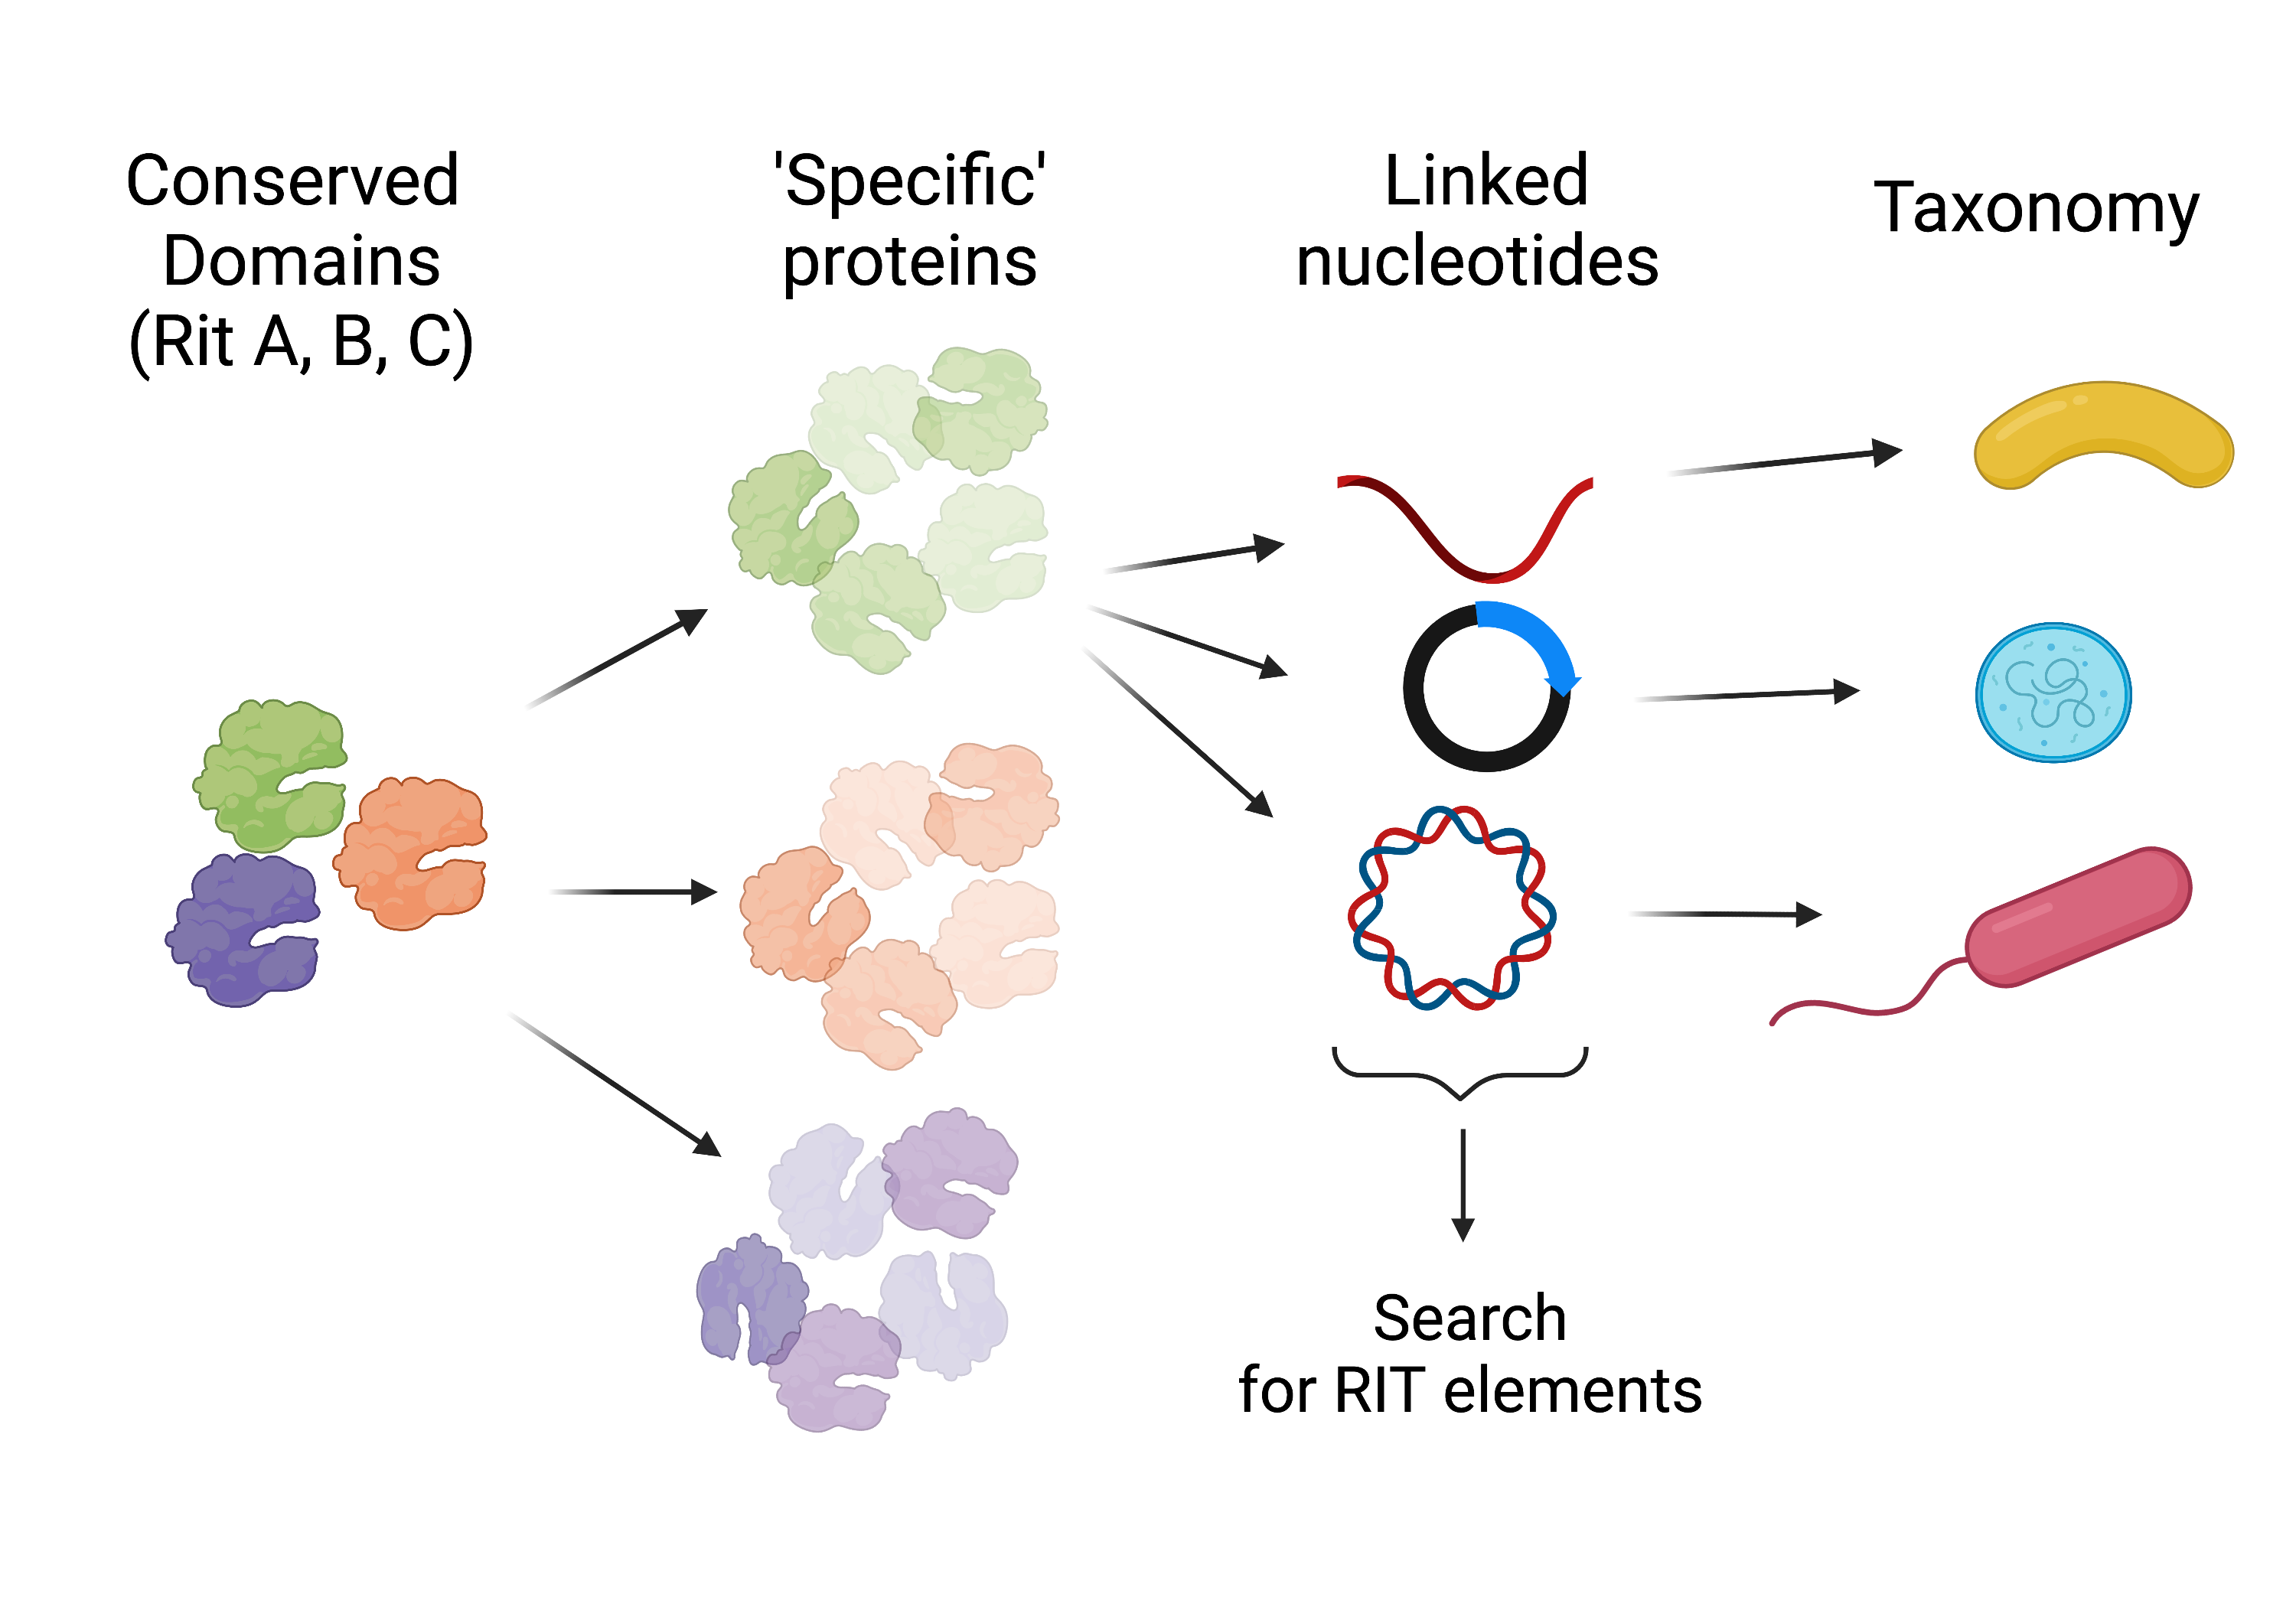 Conserved
Domains
(Rit A, B, C)
'Specific'
proteins
Linked
nucleotides
Taxonomy
Search
for RIT elements